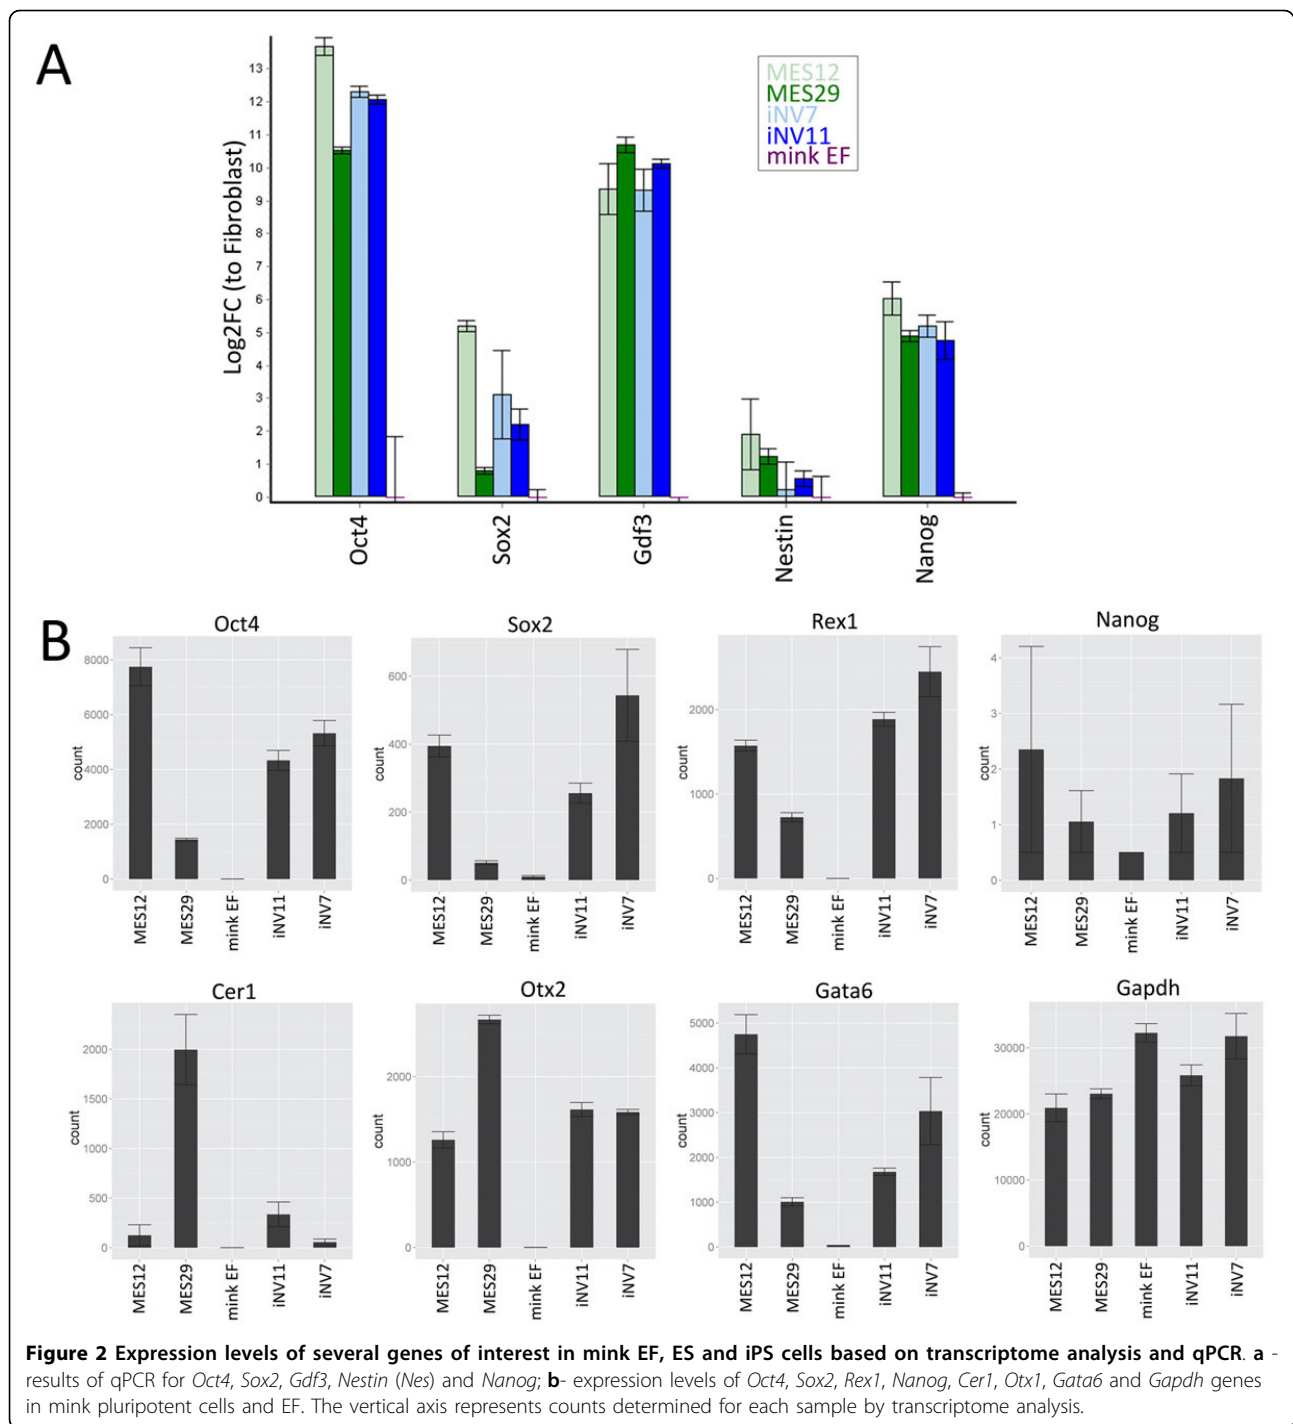 A
Log2FC (to Fibroblast)
13
12
11
10
9
8
7
6
5
4
3
2
1
0
MES12
MES29
iNV7
iNV11
mink EF
Oct4
Sox2
Gdf3
Nestin
Nanog
B
Oct4
count
8000
6000
4000
2000
0
MES12
MES29
mink EF
iNV11
iNV7
Sox2
count
600
400
200
0
MES12
MES29
mink EF
iNV11
iNV7
Rex1
count
2000
1000
0
MES12
MES29
mink EF
iNV11
iNV7
Nanog
count
4
3
2
1
0
MES12
MES29
mink EF
iNV11
iNV7
Cer1
count
2000
1500
1000
500
0
MES12
MES29
mink EF
iNV11
iNV7
Otx2
count
2000
1000
0
MES12
MES29
mink EF
iNV11
iNV7
Gata6
count
5000
4000
3000
2000
1000
0
MES12
MES29
mink EF
iNV11
iNV7
Gapdh
count
30000
20000
10000
0
MES12
MES29
mink EF
iNV11
iNV7
Figure 2 Expression levels of several genes of interest in mink EF, ES and iPS cells based on transcriptome analysis and qPCR. a -
results of qPCR for Oct4, Sox2, Gdf3, Nestin (Nes) and Nanog; b- expression levels of Oct4, Sox2, Rex1, Nanog, Cer1, Otx1, Gata6 and Gapdh genes
in mink pluripotent cells and EF. The vertical axis represents counts determined for each sample by transcriptome analysis.